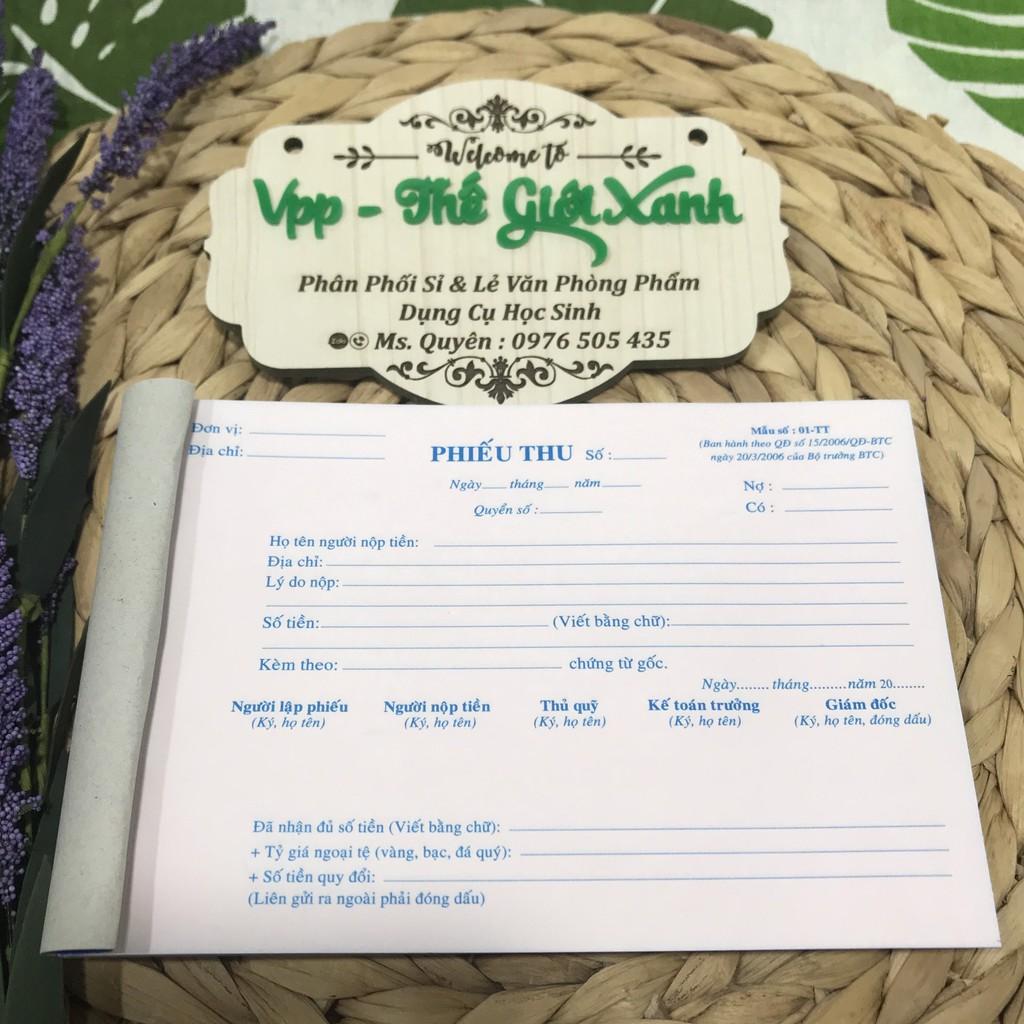 Welcome to
Vpp - Thế Giới Xanh
Phân Phối Sỉ & Lẻ Văn Phòng Phẩm
Dụng Cụ Học Sinh
Zalo Ms. Quyên : 0976 505 435
Đơn vị:
Địa chỉ:
PHIẾU THU Số:
Mẫu số : 01-TT
(Ban hành theo QĐ số 15/2006/QĐ-BTC
ngày 20/3/2006 của Bộ trưởng BTC)
Ngày tháng năm
Quyển số :
Nợ :
Có :
Họ tên người nộp tiền:
Địa chỉ:
Lý do nộp:
Số tiền: (Viết bằng chữ):
Kèm theo: chứng từ gốc.
Ngày........ tháng.........năm 20........
Người lập phiếu Người nộp tiền Thủ quỹ Kế toán trưởng Giám đốc
(Ký, họ tên) (Ký, họ tên) (Ký, họ tên) (Ký, họ tên) (Ký, họ tên, đóng dấu)
Đã nhận đủ số tiền (Viết bằng chữ):
+ Tỷ giá ngoại tệ (vàng, bạc, đá quý):
+ Số tiền quy đổi:
(Liên gửi ra ngoài phải đóng dấu)